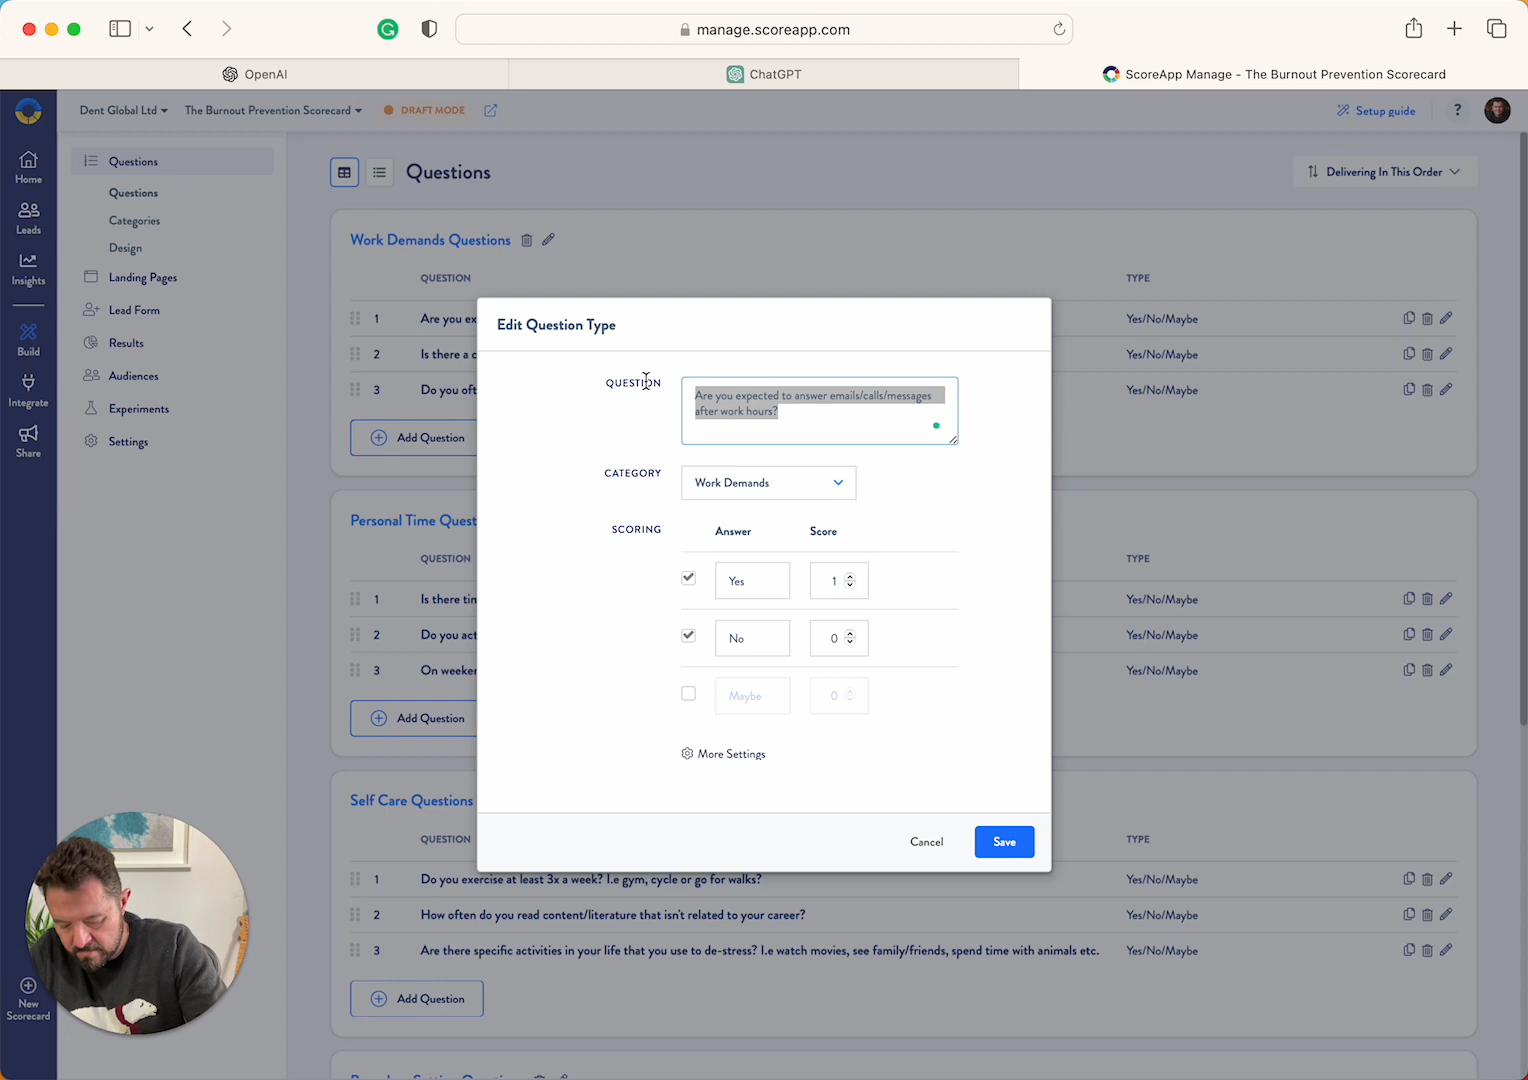 manage.scoreapp.com
OpenAI
ChatGPT
ScoreApp Manage - The Burnout Prevention Scorecard
Dent Global Ltd
The Burnout Prevention Scorecard
DRAFT MODE
Setup guide
?
Home
Leads
Insights
Build
Integrate
Share
New
Scorecard
Questions
Questions
Categories
Design
Landing Pages
Lead Form
Results
Audiences
Experiments
Settings
Questions
Delivering In This Order
Work Demands Questions
QUESTION
TYPE
1
Are you ex
Yes/No/Maybe
2
Is there a c
Yes/No/Maybe
3
Do you oft
Yes/No/Maybe
Add Question
Personal Time Quest
QUESTION
TYPE
1
Is there tim
Yes/No/Maybe
2
Do you act
Yes/No/Maybe
3
On weeker
Yes/No/Maybe
Add Question
Self Care Questions
QUESTION
TYPE
1
Do you exercise at least 3x a week? I.e gym, cycle or go for walks?
Yes/No/Maybe
2
How often do you read content/literature that isn't related to your career?
Yes/No/Maybe
3
Are there specific activities in your life that you use to de-stress? I.e watch movies, see family/friends, spend time with animals etc.
Yes/No/Maybe
Add Question
Edit Question Type
QUESTION
Are you expected to answer emails/calls/messages
after work hours?
CATEGORY
Work Demands
SCORING
Answer
Score
Yes
1
No
0
Maybe
0
More Settings
Cancel
Save